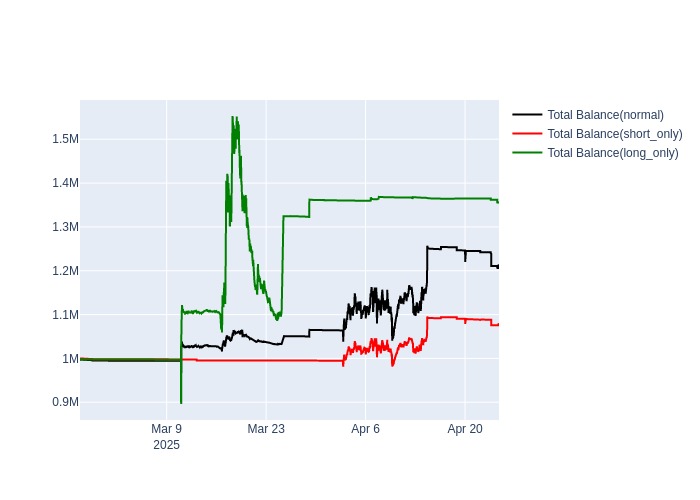 1.5M
1.4M
1.3M
1.2M
1.1M
1M
0.9M
Mar 9
2025
Mar 23
Apr 6
Apr 20
Total Balance(normal)
Total Balance(short_only)
Total Balance(long_only)